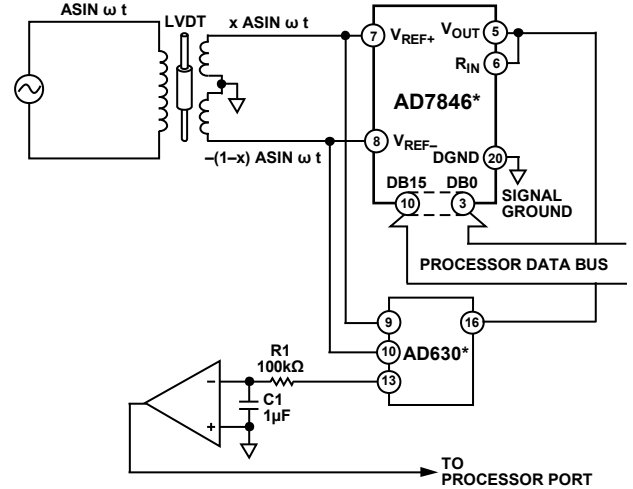 ASIN ω t
LVDT
x ASIN ω t
–(1–x) ASIN ω t
7
VREF+
VOUT
5
RIN
6
AD7846*
8
VREF–
DGND
20
DB15
DB0
10
3
SIGNAL
GROUND
PROCESSOR DATA BUS
9
16
10
AD630*
13
R1
100kΩ
C1
1µF
–
+
TO
PROCESSOR PORT